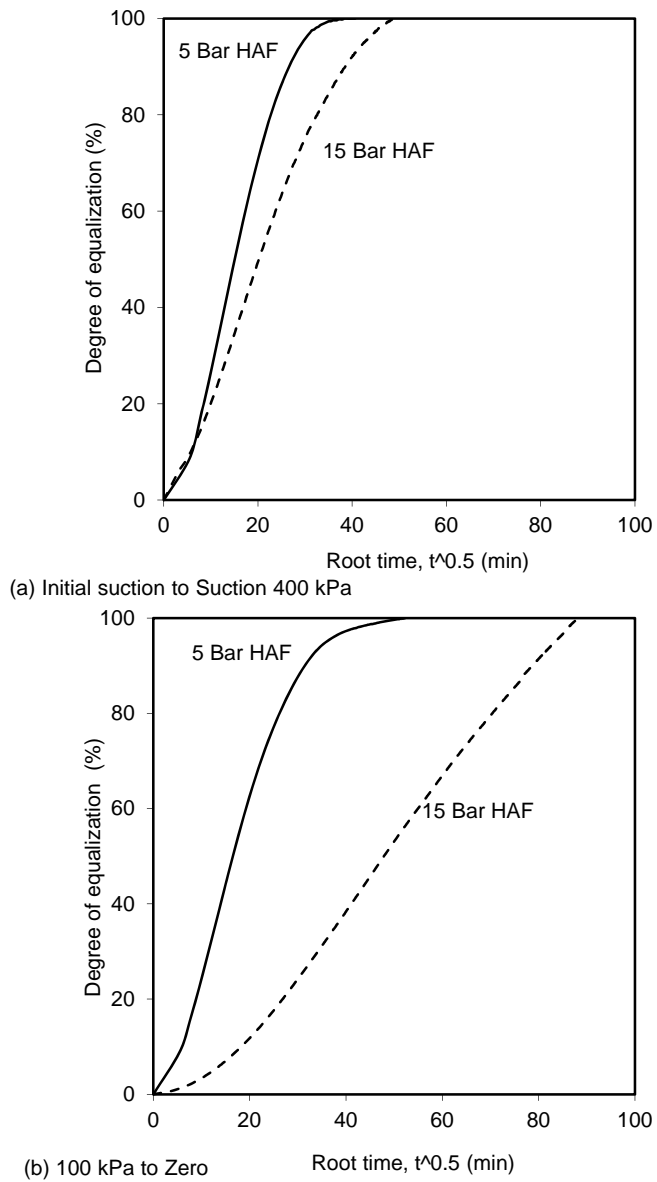 100
5 Bar HAF
80
15 Bar HAF
60
Degree of equalization (%)
40
20
0
0 20 40 60 80 100
Root time, t^0.5 (min)
(a) Initial suction to Suction 400 kPa
100
5 Bar HAF
80
60
15 Bar HAF
Degree of equalization (%)
40
20
0
0 20 40 60 80 100
(b) 100 kPa to Zero Root time, t^0.5 (min)